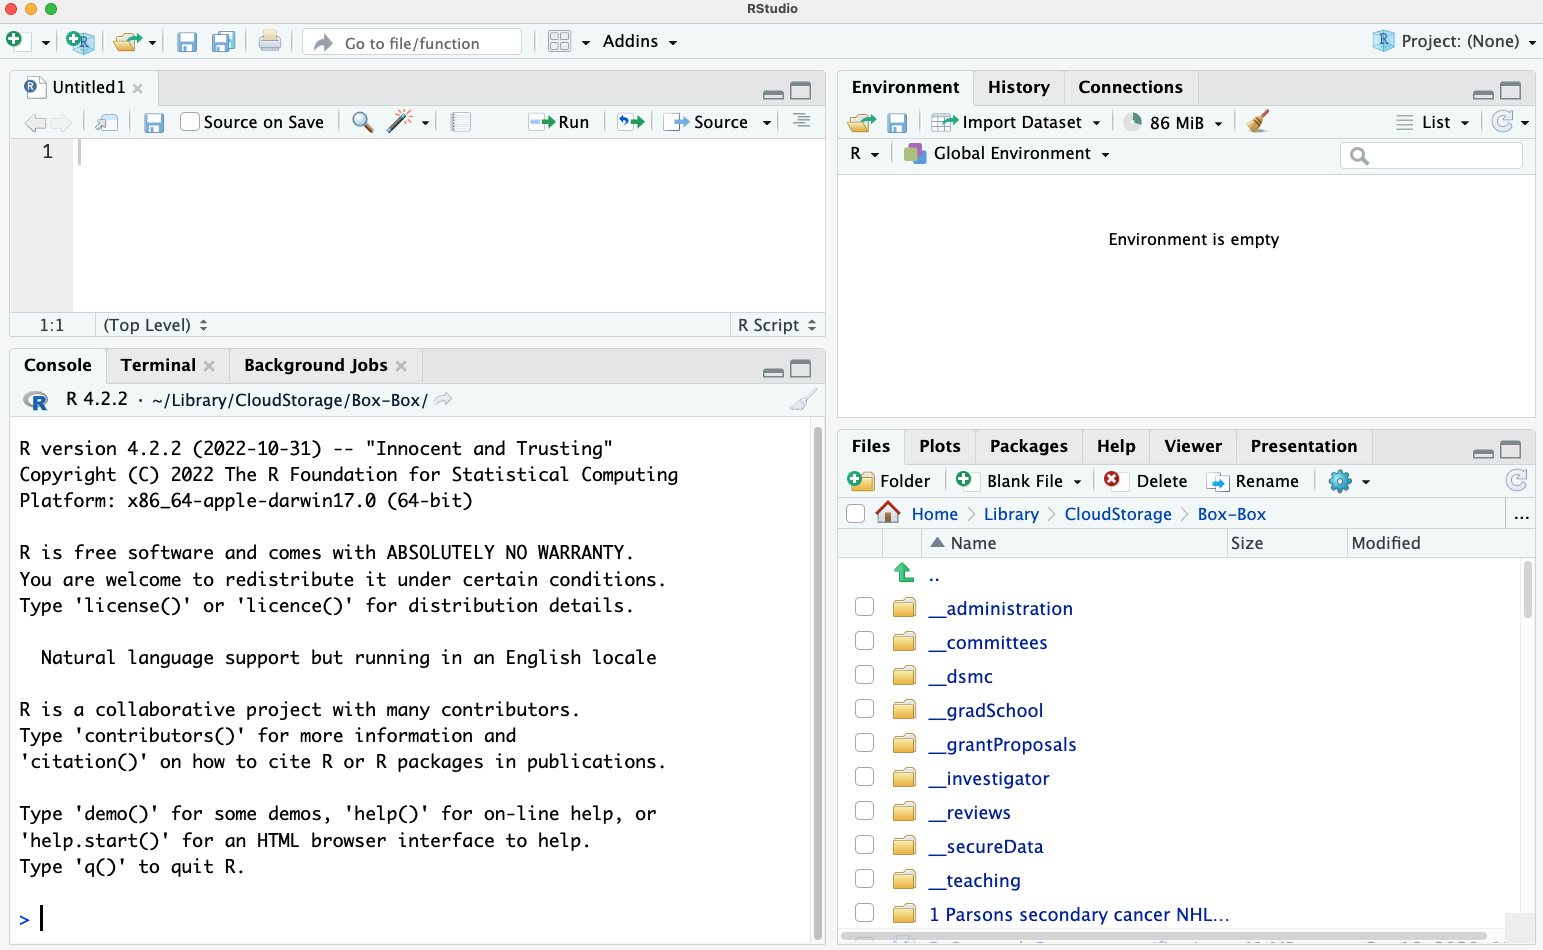 RStudio
Go to file/function
Addins
Project: (None)
Untitled1
Source on Save
Run
Source
1
1:1
(Top Level)
R Script
Console
Terminal
Background Jobs
R 4.2.2 · ~/Library/CloudStorage/Box-Box/
R version 4.2.2 (2022-10-31) -- "Innocent and Trusting"
Copyright (C) 2022 The R Foundation for Statistical Computing
Platform: x86_64-apple-darwin17.0 (64-bit)
R is free software and comes with ABSOLUTELY NO WARRANTY.
You are welcome to redistribute it under certain conditions.
Type 'license()' or 'licence()' for distribution details.
Natural language support but running in an English locale
R is a collaborative project with many contributors.
Type 'contributors()' for more information and
'citation()' on how to cite R or R packages in publications.
Type 'demo()' for some demos, 'help()' for on-line help, or
'help.start()' for an HTML browser interface to help.
Type 'q()' to quit R.
>
Environment
History
Connections
Import Dataset
86 MiB
List
R
Global Environment
Environment is empty
Files
Plots
Packages
Help
Viewer
Presentation
Folder
Blank File
Delete
Rename
Home
Library
CloudStorage
Box-Box
...
Name
Size
Modified
..
__administration
__committees
__dsmc
__gradSchool
__grantProposals
__investigator
__reviews
__secureData
__teaching
1 Parsons secondary cancer NHL...